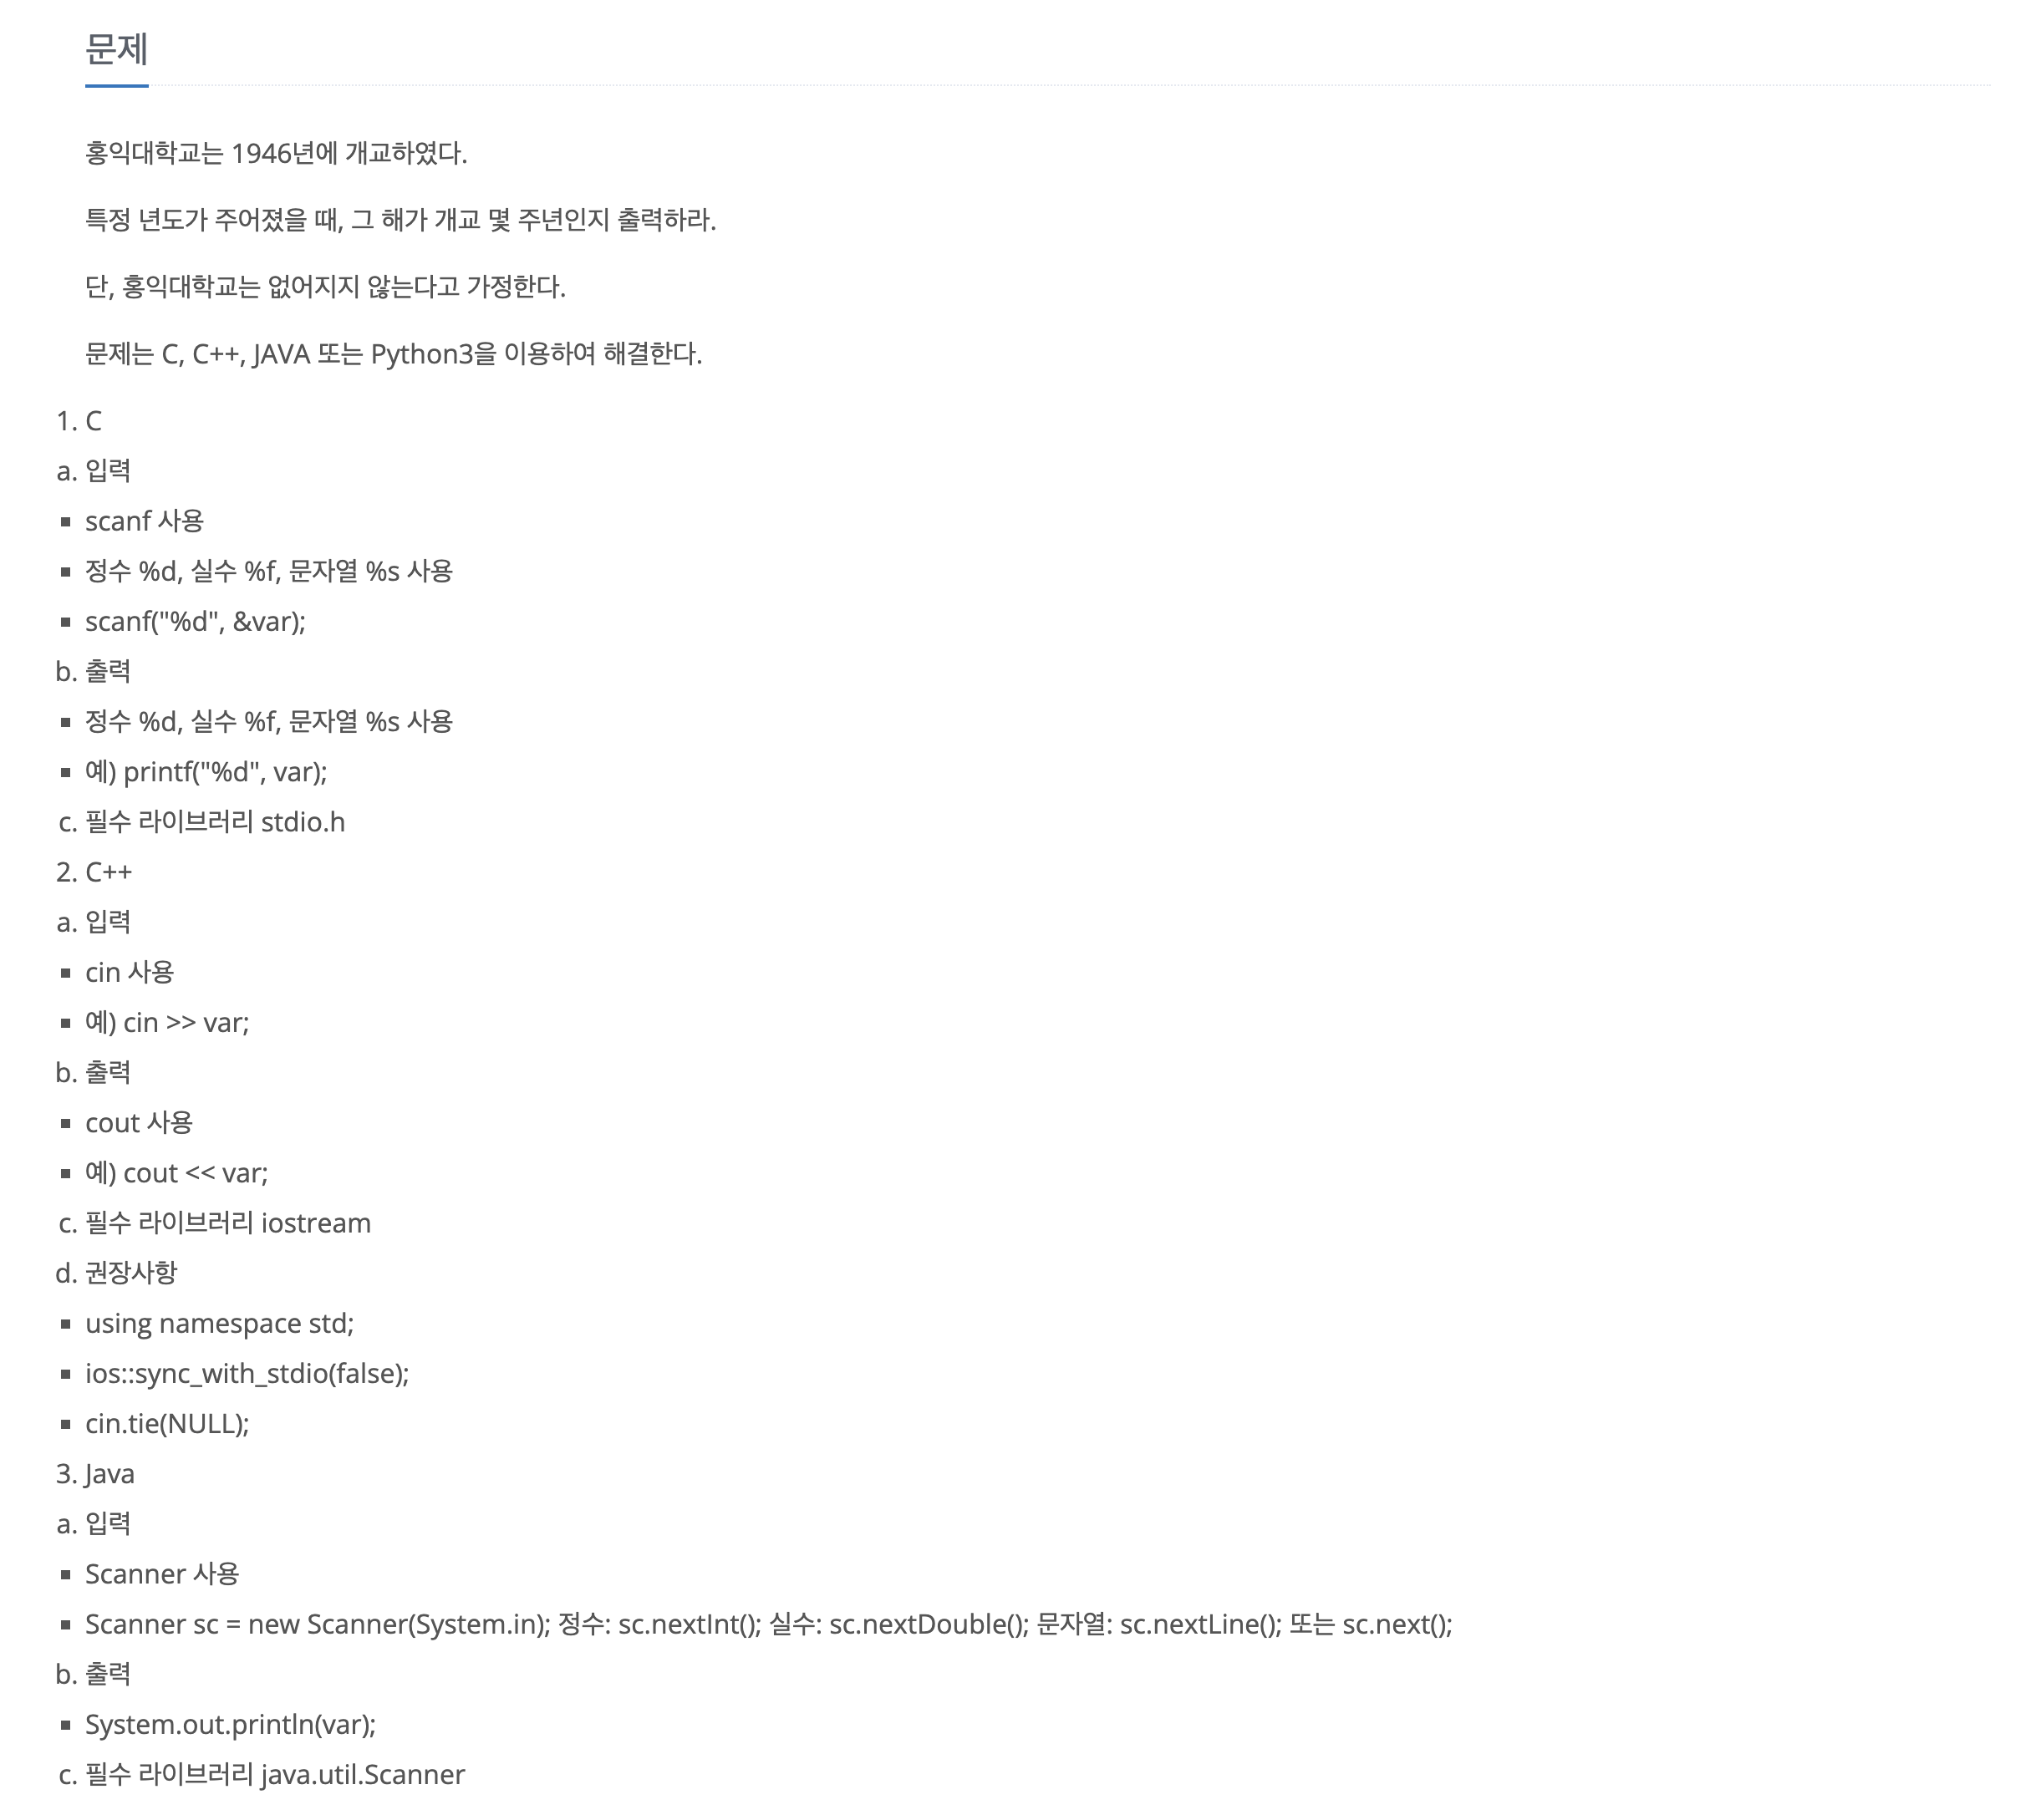 문제
홍익대학교는 1946년에 개교하였다.
특정 년도가 주어졌을 때, 그 해가 개교 몇 주년인지 출력하라.
단, 홍익대학교는 없어지지 않는다고 가정한다.
문제는 C, C++, JAVA 또는 Python3을 이용하여 해결한다.
1. C
a. 입력
▪ scanf 사용
▪ 정수 %d, 실수 %f, 문자열 %s 사용
▪ scanf("%d", &var);
b. 출력
▪ 정수 %d, 실수 %f, 문자열 %s 사용
▪ 예) printf("%d", var);
c. 필수 라이브러리 stdio.h
2. C++
a. 입력
▪ cin 사용
▪ 예) cin >> var;
b. 출력
▪ cout 사용
▪ 예) cout << var;
c. 필수 라이브러리 iostream
d. 권장사항
▪ using namespace std;
▪ ios::sync_with_stdio(false);
▪ cin.tie(NULL);
3. Java
a. 입력
▪ Scanner 사용
▪ Scanner sc = new Scanner(System.in); 정수: sc.nextInt(); 실수: sc.nextDouble(); 문자열: sc.nextLine(); 또는 sc.next();
b. 출력
▪ System.out.println(var);
c. 필수 라이브러리 java.util.Scanner